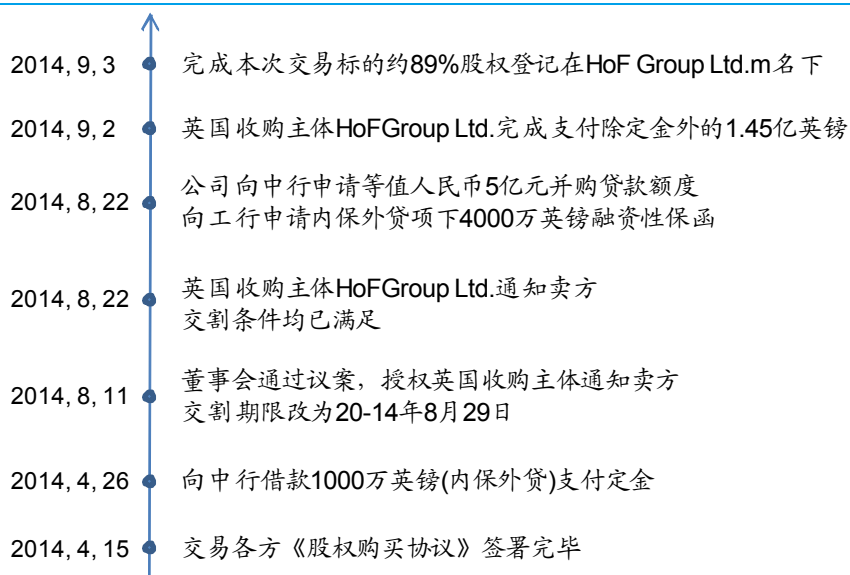 2014, 9, 3 完成本次交易标的约89%股权登记在HoF Group Ltd.m名下
2014, 9, 2 英国收购主体HoFGroup Ltd.完成支付除定金外的1.45亿英镑
2014, 8, 22 公司向中行申请等值人民币5亿元并购贷款额度
向工行申请内保外贷项下4000万英镑融资性保函
2014, 8, 22 英国收购主体HoFGroup Ltd.通知卖方
交割条件均已满足
2014, 8, 11 董事会通过议案，授权英国收购主体通知卖方
交割期限改为20-14年8月29日
2014, 4, 26 向中行借款1000万英镑(内保外贷)支付定金
2014, 4, 15 交易各方《股权购买协议》签署完毕